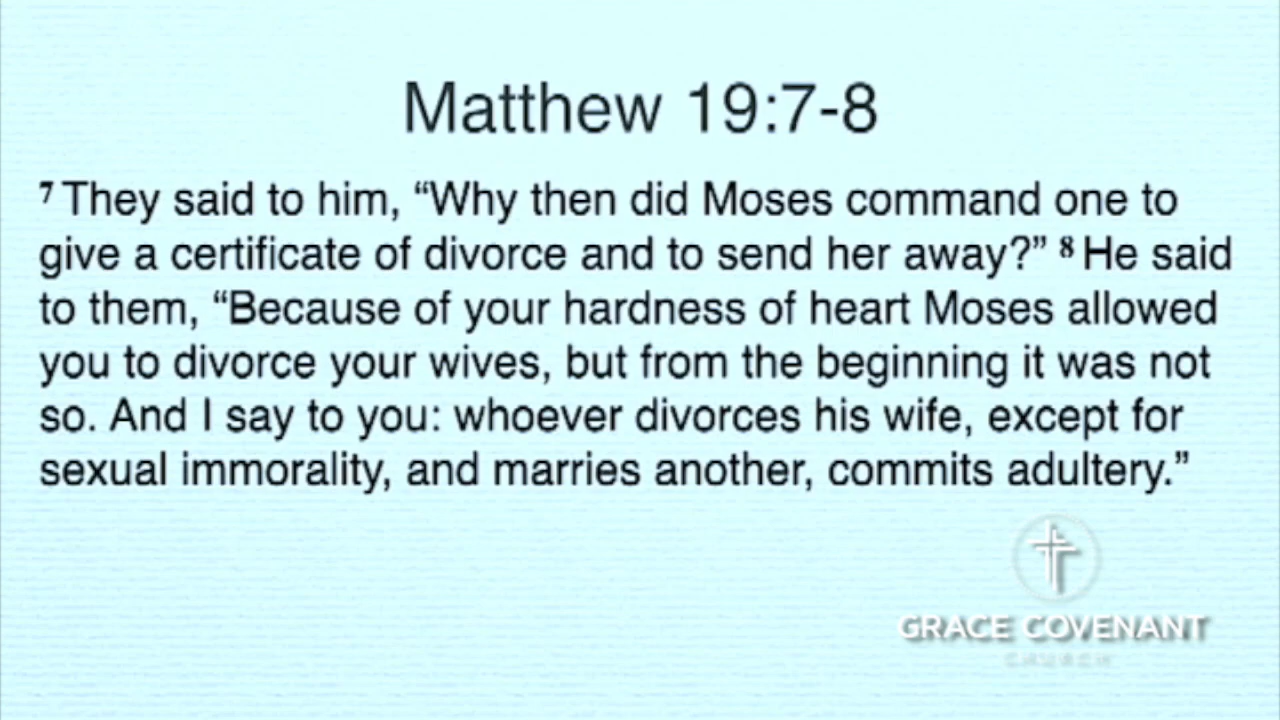 Matthew 19:7-8
7 They said to him, “Why then did Moses command one to
give a certificate of divorce and to send her away?” 8 He said
to them, “Because of your hardness of heart Moses allowed
you to divorce your wives, but from the beginning it was not
so. And I say to you: whoever divorces his wife, except for
sexual immorality, and marries another, commits adultery.”
GRACE COVENANT
CHURCH